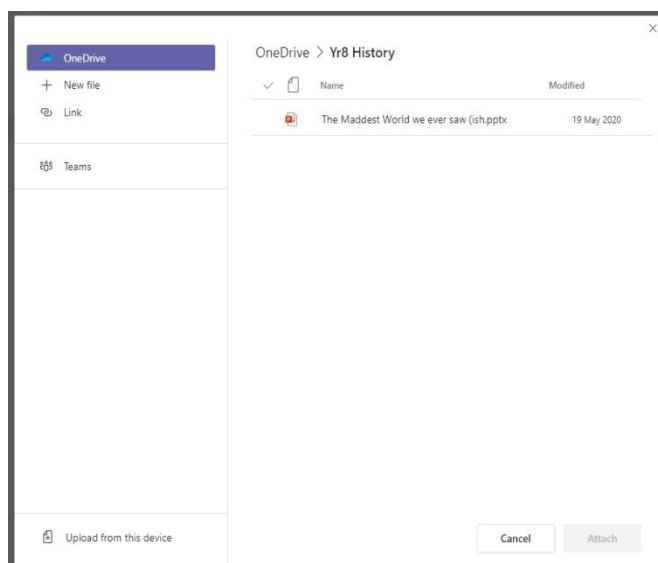 OneDrive
New file
Link
Teams
Upload from this device
OneDrive > Yr8 History
Name Modified
The Maddest World we ever saw (ish.pptx 19 May 2020
Cancel Attach